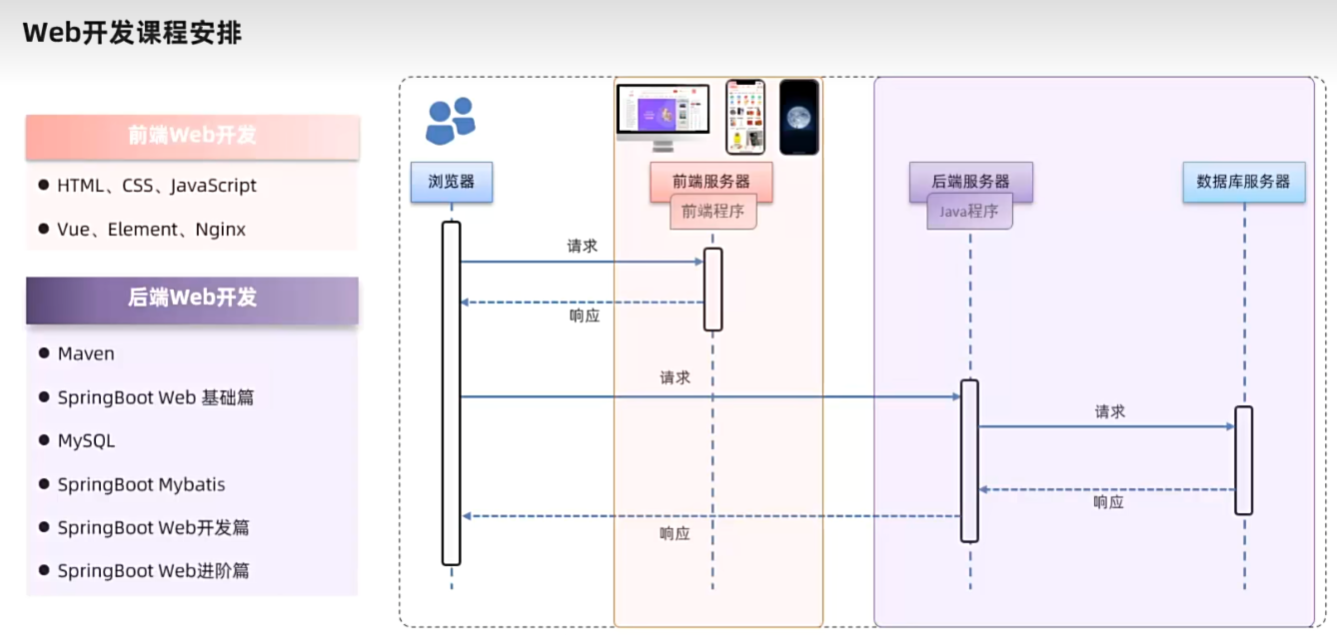 Web开发课程安排
前端Web开发
HTML、CSS、JavaScript
Vue、Element、Nginx
后端Web开发
Maven
SpringBoot Web 基础篇
MySQL
SpringBoot Mybatis
SpringBoot Web开发篇
SpringBoot Web进阶篇
浏览器
前端服务器
前端程序
后端服务器
Java程序
数据库服务器
请求
响应
请求
请求
响应
响应